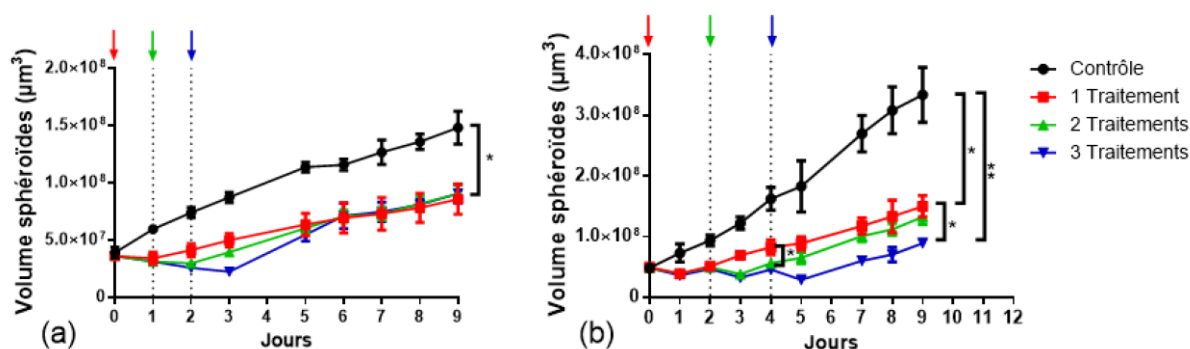 2.0×10⁸
1.5×10⁸
1.0×10⁸
5.0×10⁷
0
Volume sphéroïdes (µm³)
0 1 2 3 4 5 6 7 8 9
Jours
*
(a)
4.0×10⁸
3.0×10⁸
2.0×10⁸
1.0×10⁸
0
Volume sphéroïdes (µm³)
0 1 2 3 4 5 6 7 8 9 10 11 12
Jours
*
*
*
**
(b)
Contrôle
1 Traitement
2 Traitements
3 Traitements